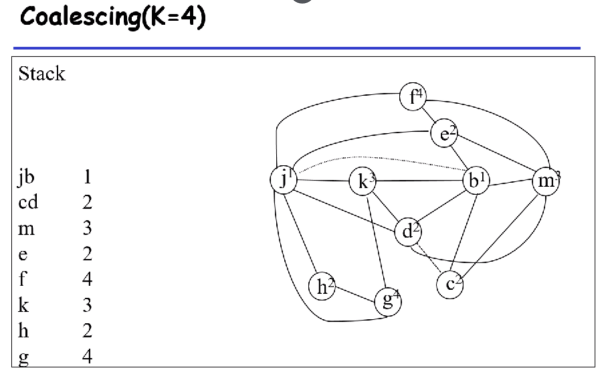 Coalescing(K=4)
Stack
jb 1
cd 2
m 3
e 2
f 4
k 3
h 2
g 4
f4
e2
j1
k3
b1
m3
d2
h2
g4
c2